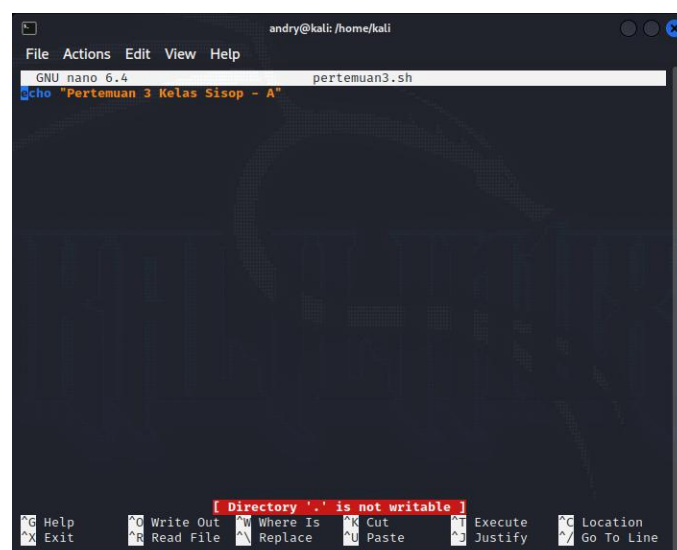 andry@kali: /home/kali
File Actions Edit View Help
GNU nano 6.4 pertemuan3.sh
echo "Pertemuan 3 Kelas Sisop - A"
[ Directory '.' is not writable ]
^G Help ^O Write Out ^W Where Is ^K Cut ^T Execute ^C Location
^X Exit ^R Read File ^\ Replace ^U Paste ^J Justify ^/ Go To Line